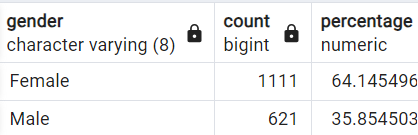 gender count percentage
character varying (8) bigint numeric
Female 1111 64.145496
Male 621 35.854503